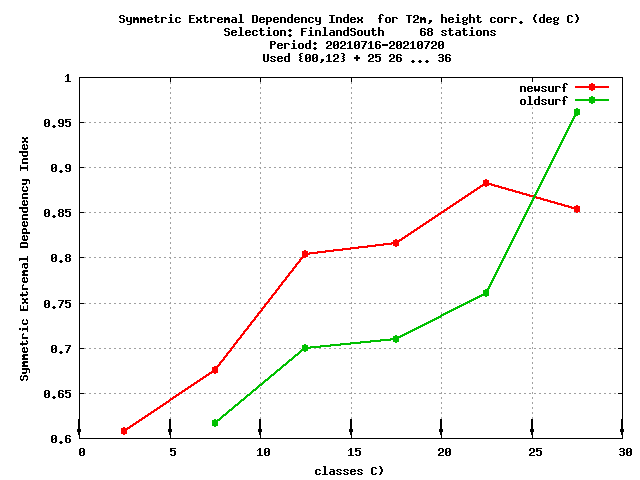 Symmetric Extremal Dependency Index  for T2m, height corr. (deg C)
Selection: FinlandSouth     68 stations
Period: 20210716-20210720
Used {00,12} + 25 26 ... 36
newsurf
oldsurf
Symmetric Extremal Dependency Index
1
0.95
0.9
0.85
0.8
0.75
0.7
0.65
0.6
0 5 10 15 20 25 30
classes C)